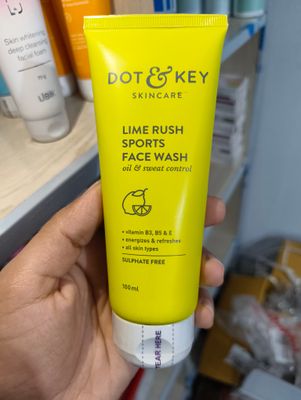 Skin whitening
deep cleansing
facial foam
DOT & KEY
SKINCARE
LIME RUSH
SPORTS
FACE WASH
oil & sweat control
• vitamin B3, B5 & E
• energizes & refreshes
• all skin types
SULPHATE FREE
100 ml
TEAR HERE